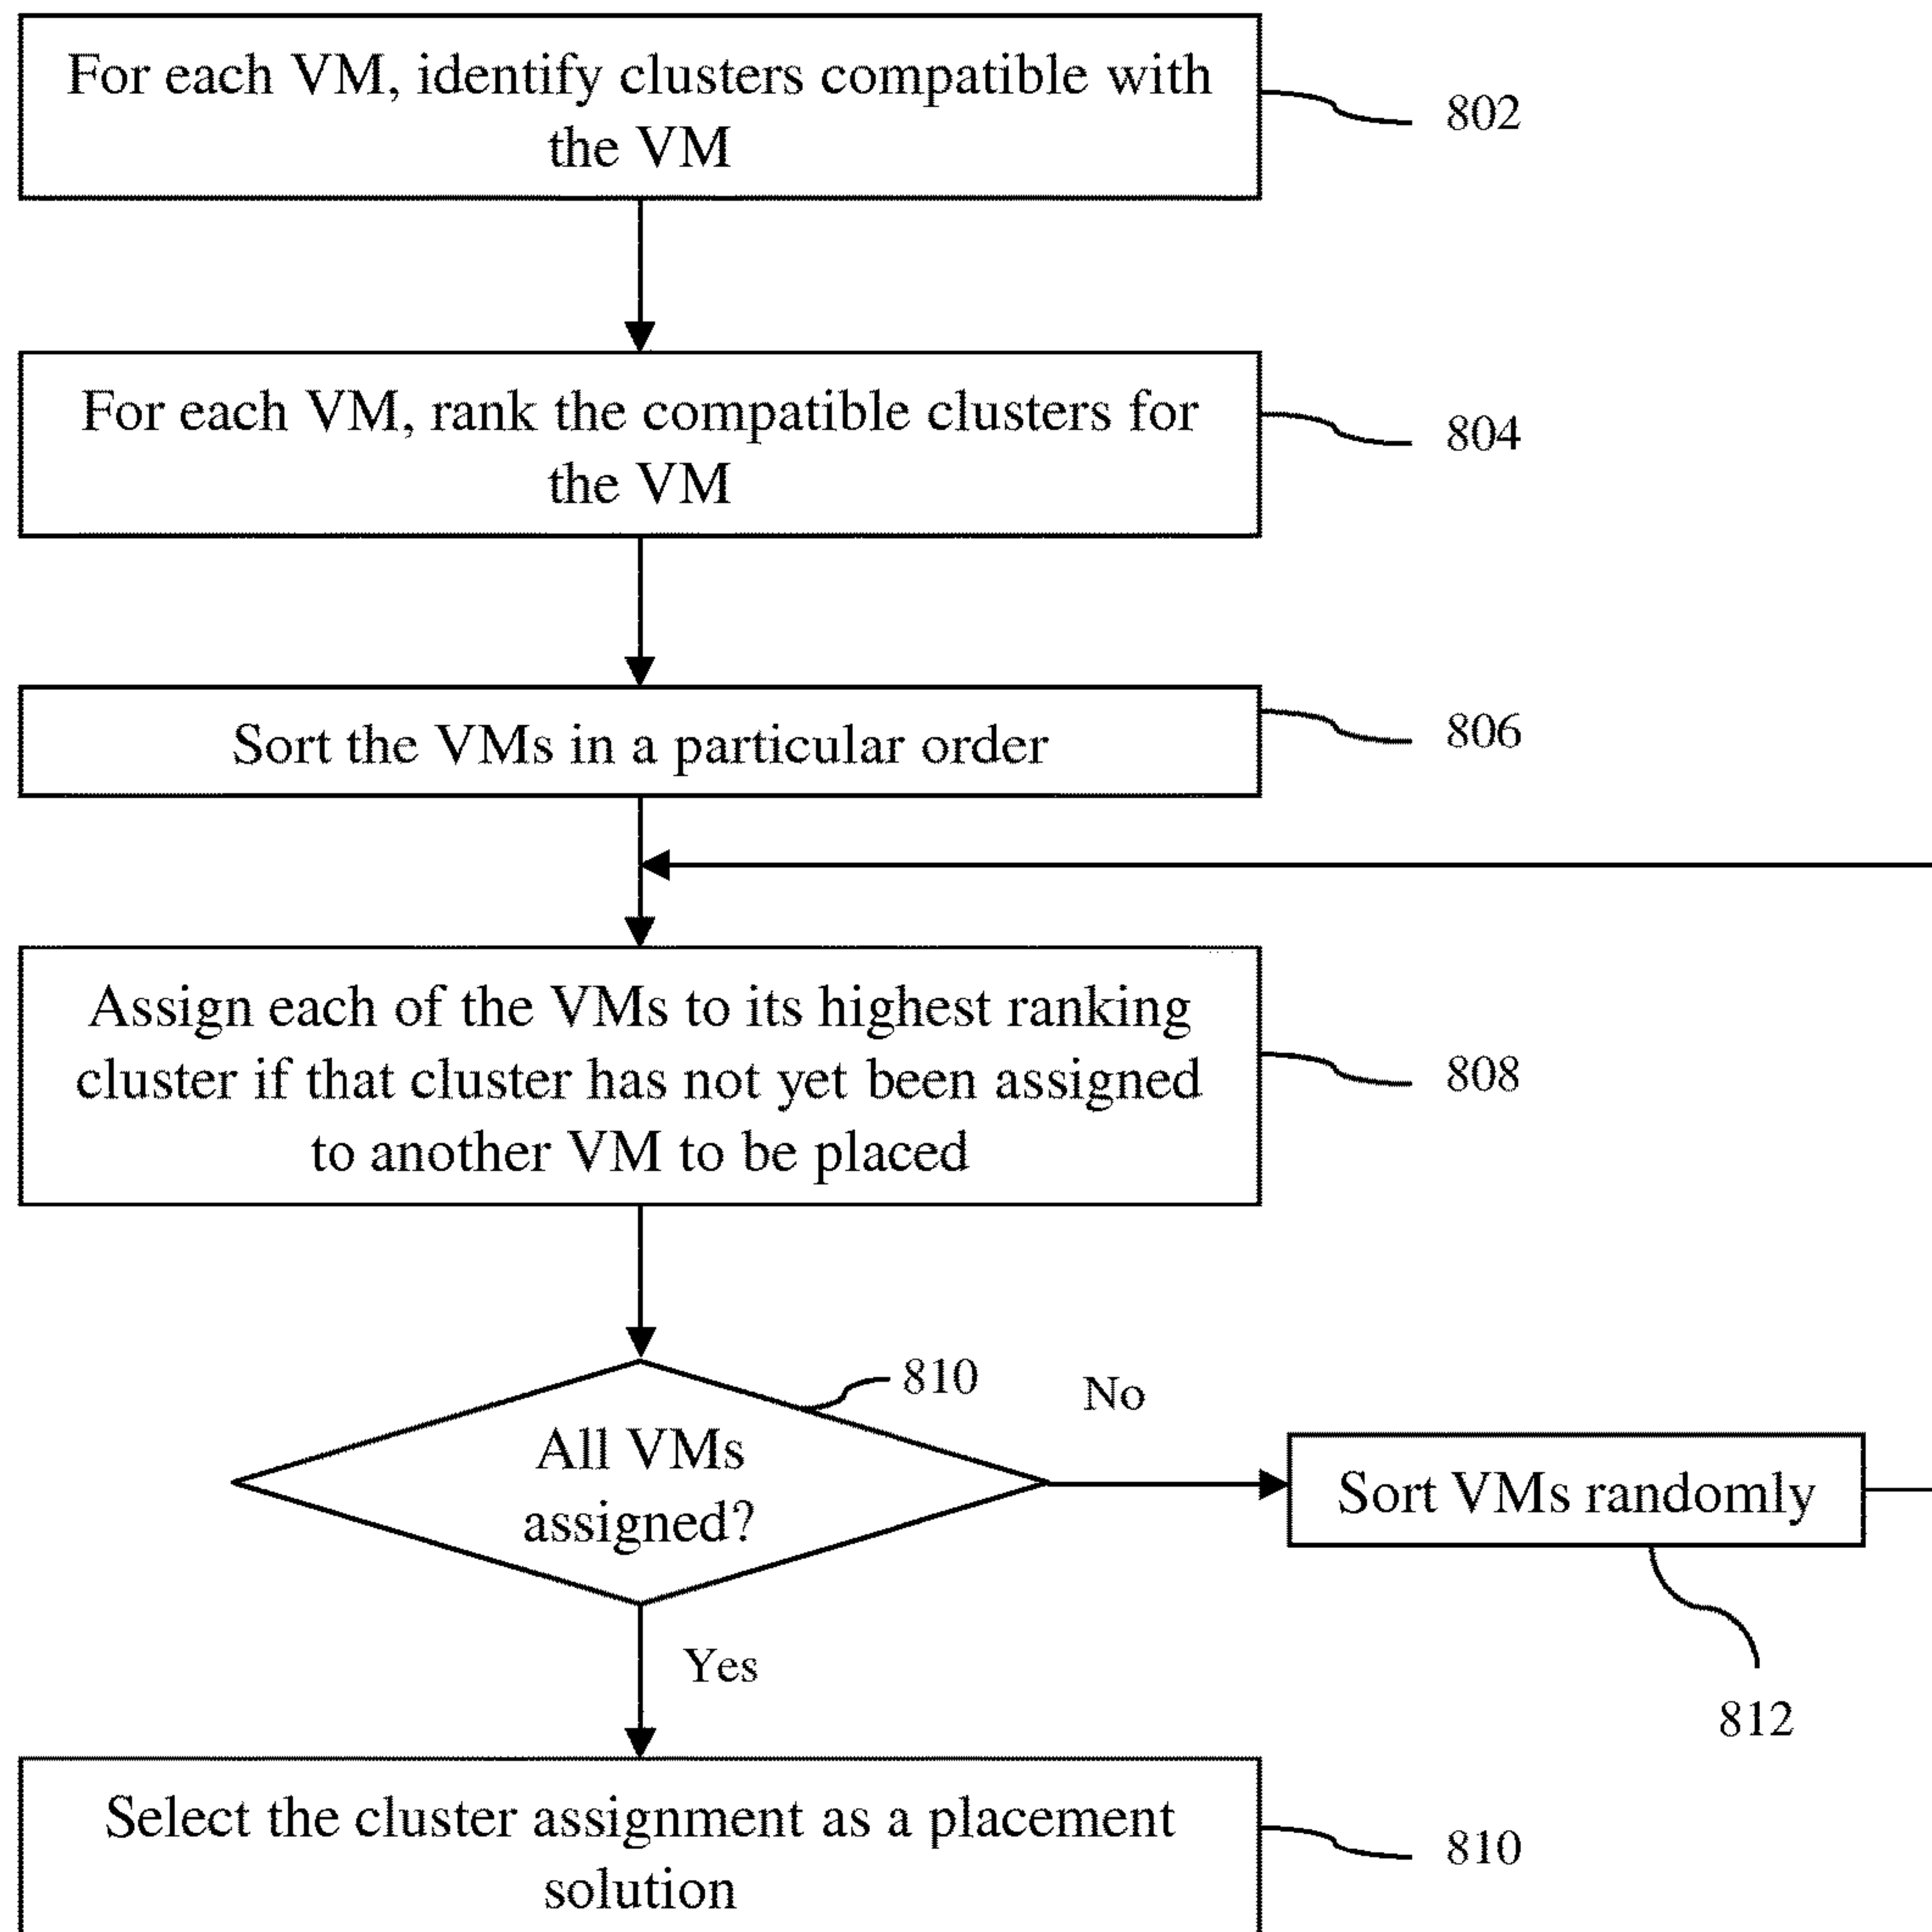 For each VM, identify clusters compatible with
the VM
802
For each VM, rank the compatible clusters for
the VM
804
Sort the VMs in a particular order
806
Assign each of the VMs to its highest ranking
cluster if that cluster has not yet been assigned
to another VM to be placed
808
810
No
All VMs
assigned?
Sort VMs randomly
Yes
812
Select the cluster assignment as a placement
solution
810